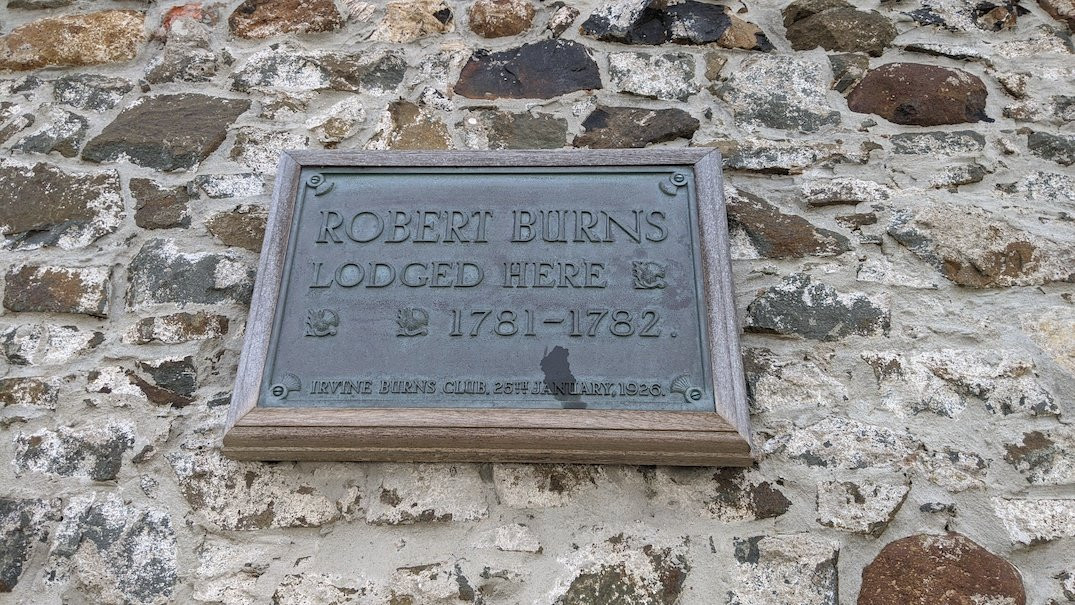 ROBERT BURNS
LODGED HERE
1781–1782.
IRVINE BURNS CLUB, 25TH JANUARY, 1926.